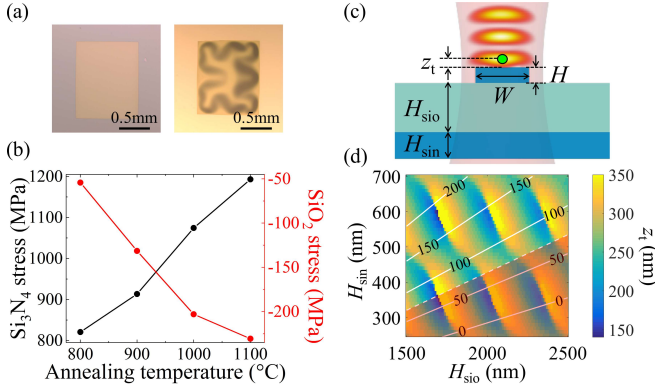 (a)
0.5mm
0.5mm
(b)
1200
1100
1000
900
800
Si₃N₄ stress (MPa)
-50
-100
-150
-200
SiO₂ stress (MPa)
800 900 1000 1100
Annealing temperature (°C)
(c)
zₜ
H
W
Hsio
Hsin
(d)
700
600
500
400
300
Hsin (nm)
200
150
150
100
100
50
50
0
0
1500 2000 2500
Hsio (nm)
350
300
250
200
150
zₜ (nm)